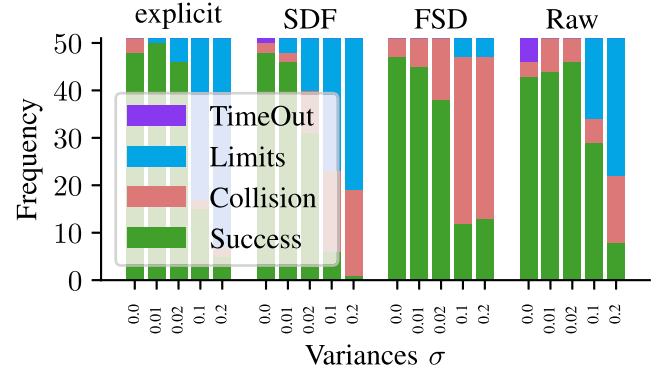 explicit SDF FSD Raw
50
40
30
20
10
0
Frequency
TimeOut
Limits
Collision
Success
0.0 0.01 0.02 0.1 0.2 0.0 0.01 0.02 0.1 0.2 0.0 0.01 0.02 0.1 0.2 0.0 0.01 0.02 0.1 0.2
Variances σ